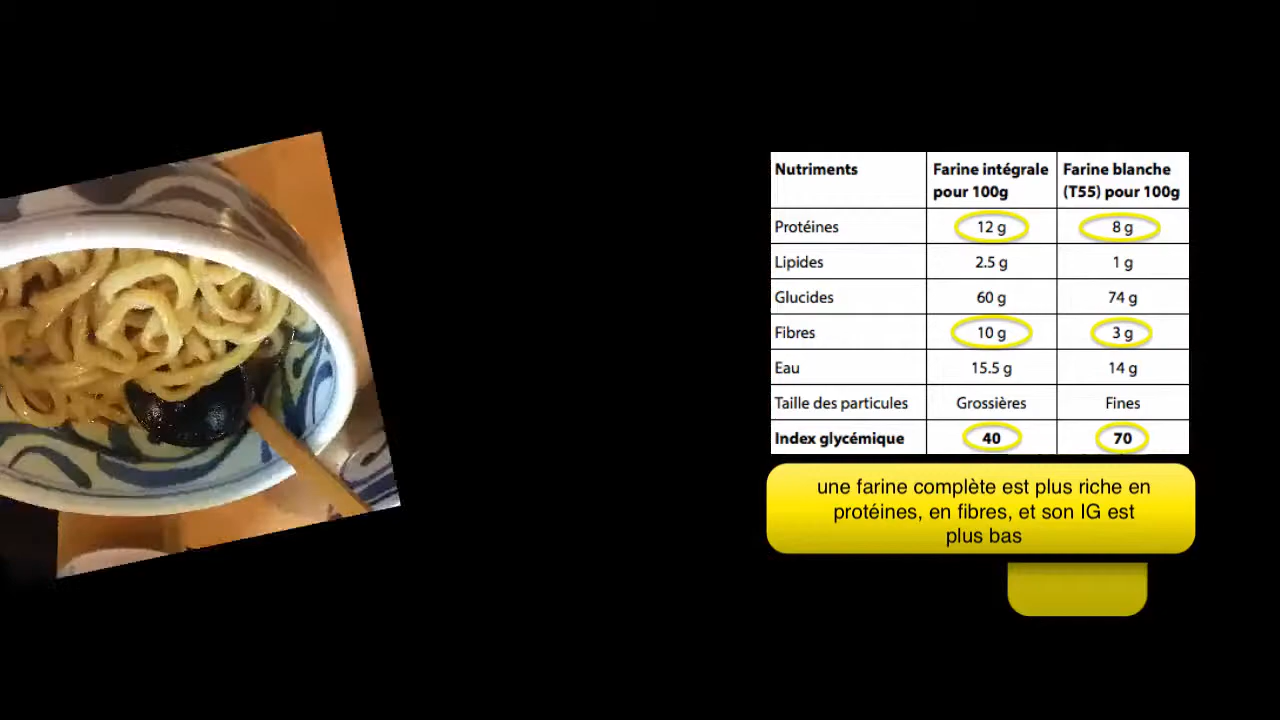 Nutriments Farine intégrale pour 100g Farine blanche (T55) pour 100g
Protéines 12 g 8 g
Lipides 2.5 g 1 g
Glucides 60 g 74 g
Fibres 10 g 3 g
Eau 15.5 g 14 g
Taille des particules Grossières Fines
Index glycémique 40 70
une farine complète est plus riche en
protéines, en fibres, et son IG est
plus bas